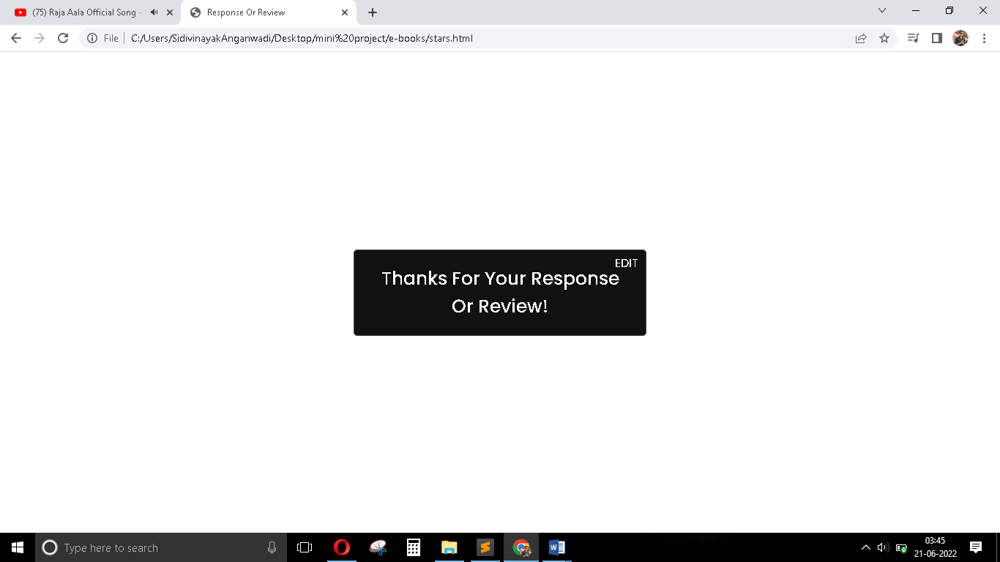 (75) Raja Aala Official Song -
Response Or Review
File
C:/Users/SidivinayakAnganwadi/Desktop/mini%20project/e-books/stars.html
EDIT
Thanks For Your Response
Or Review!
Type here to search
03:45
21-06-2022